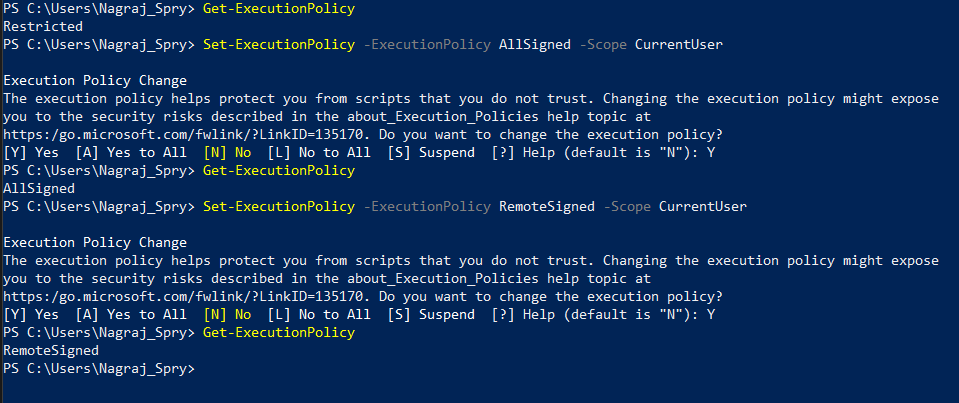 PS C:\Users\Nagraj_Spry> Get-ExecutionPolicy
Restricted
PS C:\Users\Nagraj_Spry> Set-ExecutionPolicy -ExecutionPolicy AllSigned -Scope CurrentUser
Execution Policy Change
The execution policy helps protect you from scripts that you do not trust. Changing the execution policy might expose
you to the security risks described in the about_Execution_Policies help topic at
https:/go.microsoft.com/fwlink/?LinkID=135170. Do you want to change the execution policy?
[Y] Yes  [A] Yes to All  [N] No  [L] No to All  [S] Suspend  [?] Help (default is "N"): Y
PS C:\Users\Nagraj_Spry> Get-ExecutionPolicy
AllSigned
PS C:\Users\Nagraj_Spry> Set-ExecutionPolicy -ExecutionPolicy RemoteSigned -Scope CurrentUser
Execution Policy Change
The execution policy helps protect you from scripts that you do not trust. Changing the execution policy might expose
you to the security risks described in the about_Execution_Policies help topic at
https:/go.microsoft.com/fwlink/?LinkID=135170. Do you want to change the execution policy?
[Y] Yes  [A] Yes to All  [N] No  [L] No to All  [S] Suspend  [?] Help (default is "N"): Y
PS C:\Users\Nagraj_Spry> Get-ExecutionPolicy
RemoteSigned
PS C:\Users\Nagraj_Spry>